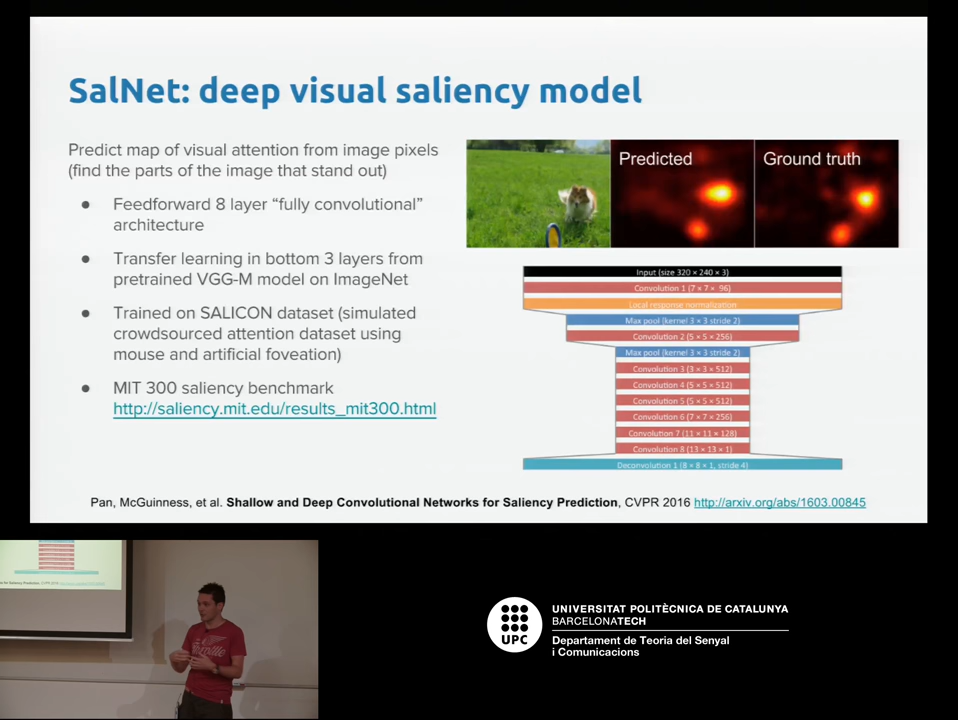 SalNet: deep visual saliency model
Predict map of visual attention from image pixels
(find the parts of the image that stand out)
● Feedforward 8 layer “fully convolutional”
architecture
● Transfer learning in bottom 3 layers from
pretrained VGG-M model on ImageNet
● Trained on SALICON dataset (simulated
crowdsourced attention dataset using
mouse and artificial foveation)
● MIT 300 saliency benchmark
http://saliency.mit.edu/results_mit300.html
Predicted
Ground truth
Input (size 320 × 240 × 3)
Convolution 1 (7 × 7 × 96)
Local response normalization
Max pool (kernel 3 × 3 stride 2)
Convolution 2 (5 × 5 × 256)
Max pool (kernel 3 × 3 stride 2)
Convolution 3 (3 × 3 × 512)
Convolution 4 (5 × 5 × 512)
Convolution 5 (5 × 5 × 512)
Convolution 6 (7 × 7 × 256)
Convolution 7 (11 × 11 × 128)
Convolution 8 (13 × 13 × 1)
Deconvolution 1 (8 × 8 × 1, stride 4)
Pan, McGuinness, et al. Shallow and Deep Convolutional Networks for Saliency Prediction, CVPR 2016 http://arxiv.org/abs/1603.00845
UPC
UNIVERSITAT POLITÈCNICA DE CATALUNYA
BARCELONATECH
Departament de Teoria del Senyal
i Comunicacions